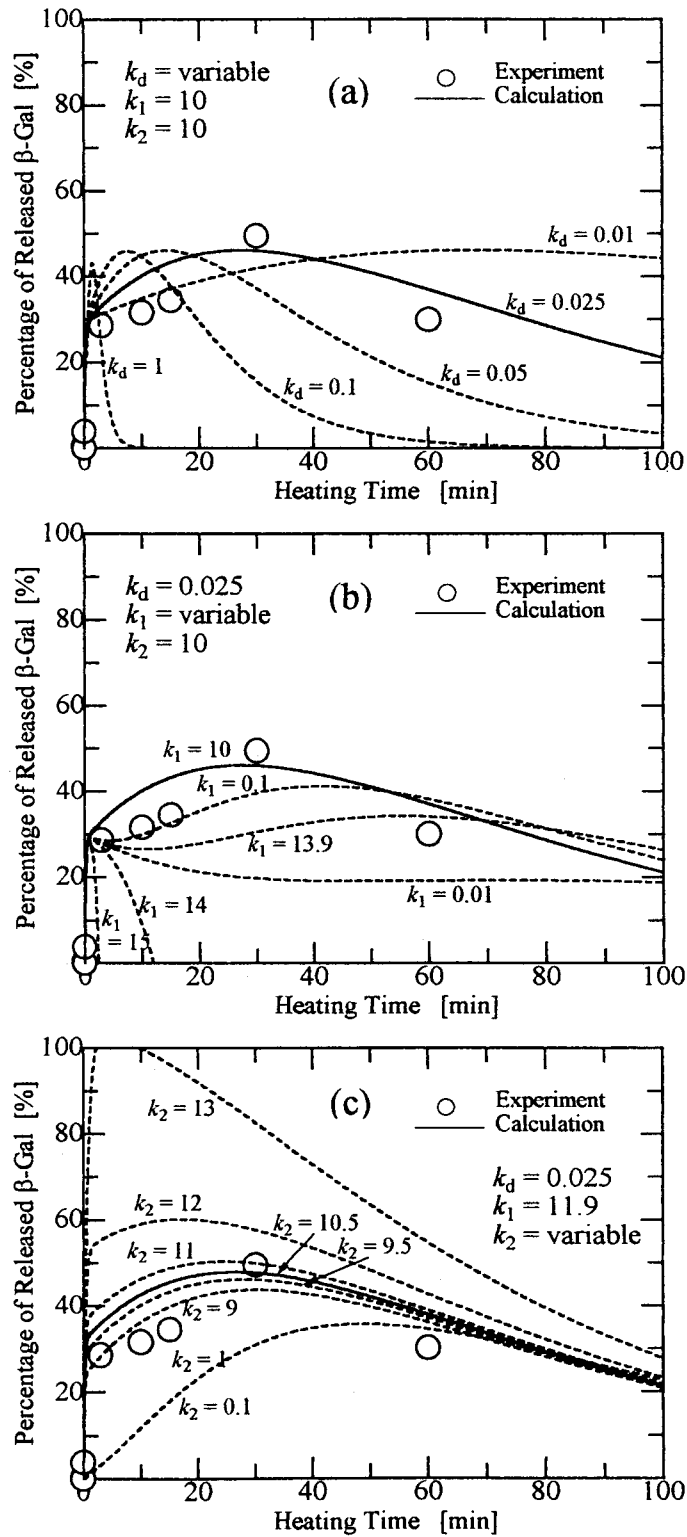 100
80
60
40
20
0
Percentage of Released β-Gal [%]
kd = variable
k1 = 10
k2 = 10
(a)
Experiment
Calculation
kd = 0.01
kd = 0.025
kd = 0.05
kd = 0.1
kd = 1
0 20 40 60 80 100
Heating Time [min]
100
80
60
40
20
0
Percentage of Released β-Gal [%]
kd = 0.025
k1 = variable
k2 = 10
(b)
Experiment
Calculation
k1 = 10
k1 = 0.1
k1 = 13.9
k1 = 0.01
k1 = 14
k1
= 15
0 20 40 60 80 100
Heating Time [min]
100
80
60
40
20
0
Percentage of Released β-Gal [%]
(c)
Experiment
Calculation
kd = 0.025
k1 = 11.9
k2 = variable
k2 = 13
k2 = 12
k2 = 10.5
k2 = 11
k2 = 9.5
k2 = 9
k2 = 1
k2 = 0.1
0 20 40 60 80 100
Heating Time [min]